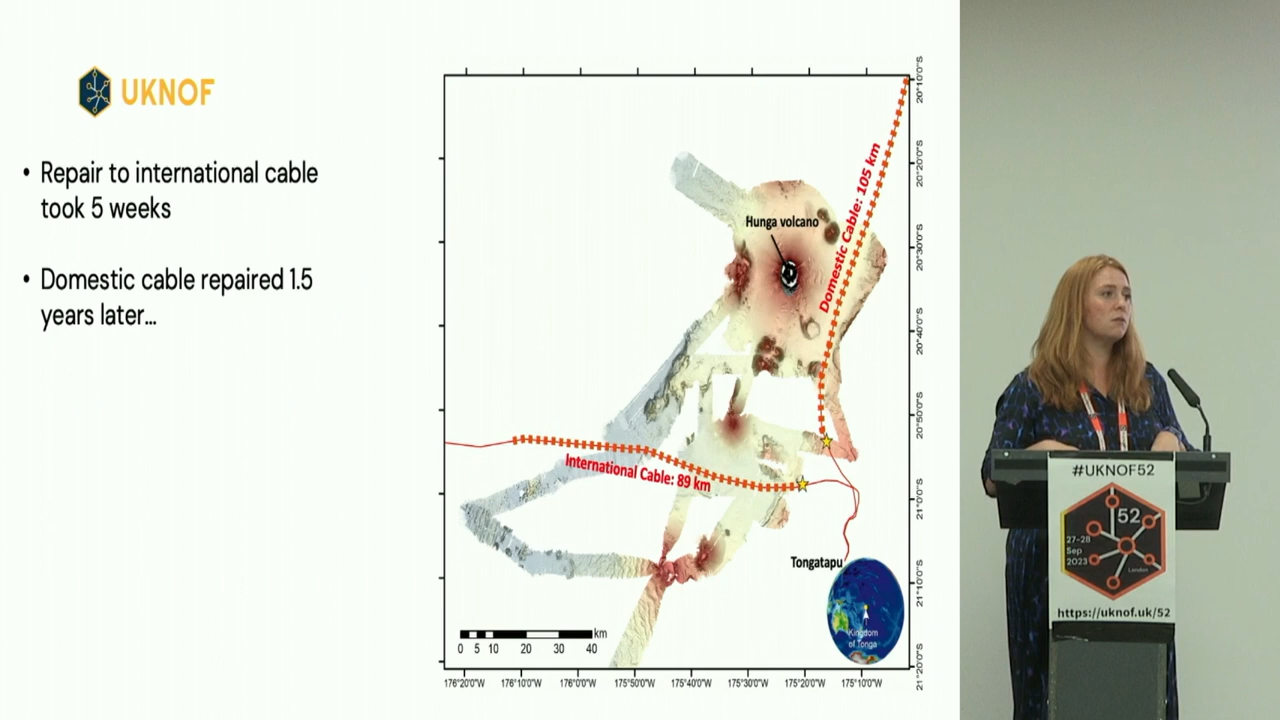 UKNOF
• Repair to international cable
took 5 weeks
• Domestic cable repaired 1.5
years later...
Hunga volcano
Domestic Cable: 105 km
International Cable: 89 km
Tongatapu
Kingdom
of Tonga
km
0 5 10 20 30 40
176°20'0"W 176°10'0"W 176°0'0"W 175°50'0"W 175°40'0"W 175°30'0"W 175°20'0"W 175°10'0"W
20°10'0"S
20°20'0"S
20°30'0"S
20°40'0"S
20°50'0"S
21°0'0"S
21°10'0"S
21°20'0"S
#UKNOF52
52
27-28
Sep
2023
London
https://uknof.uk/52